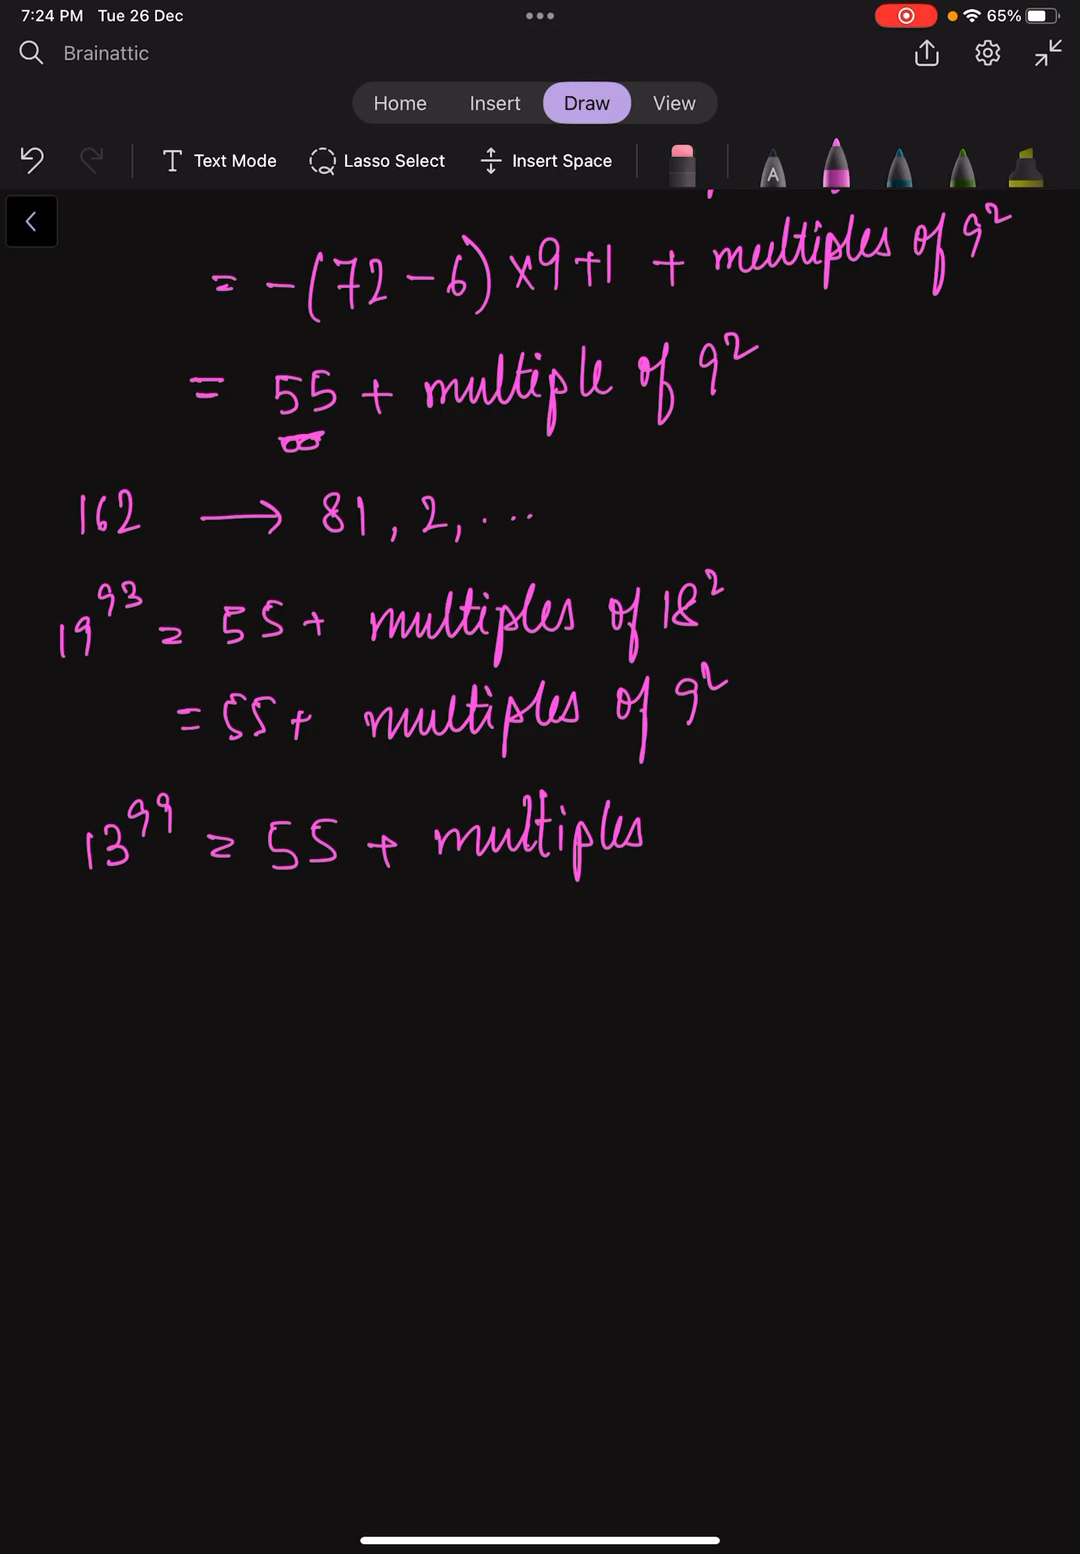 7:24 PM Tue 26 Dec
65%
Brainattic
Home Insert Draw View
Text Mode Lasso Select Insert Space
A
= -(72-6)×9+1 + multiples of 9²
= 55 + multiple of 9²
162 → 81, 2, ...
19⁹³ = 55 + multiples of 18²
= 55 + multiples of 9²
13⁹⁹ = 55 + multiples